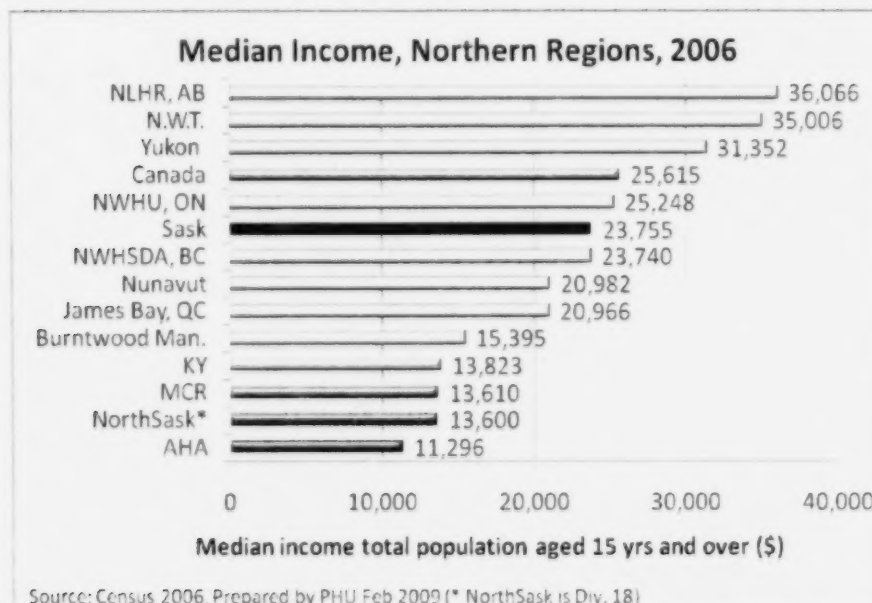 Median Income, Northern Regions, 2006
NLHR, AB 36,066
N.W.T. 35,006
Yukon 31,352
Canada 25,615
NWHU, ON 25,248
Sask 23,755
NWHSDA, BC 23,740
Nunavut 20,982
James Bay, QC 20,966
Burntwood Man. 15,395
KY 13,823
MCR 13,610
NorthSask* 13,600
AHA 11,296
0 10,000 20,000 30,000 40,000
Median income total population aged 15 yrs and over ($)
Source: Census 2006. Prepared by PHU Feb 2009 (* NorthSask is Div. 18)